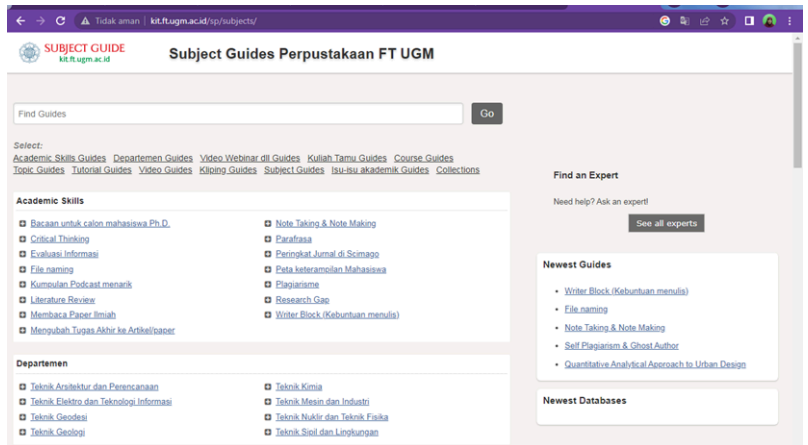 Tidak aman | kit.ft.ugm.ac.id/sp/subjects/
SUBJECT GUIDE
kit.ft.ugm.ac.id
Subject Guides Perpustakaan FT UGM
Find Guides
Go
Select:
Academic Skills Guides Departemen Guides Video Webinar dll Guides Kuliah Tamu Guides Course Guides
Topic Guides Tutorial Guides Video Guides Kliping Guides Subject Guides Isu-isu akademik Guides Collections
Academic Skills
Bacaan untuk calon mahasiswa Ph.D.
Critical Thinking
Evaluasi Informasi
File naming
Kumpulan Podcast menarik
Literature Review
Membaca Paper Ilmiah
Mengubah Tugas Akhir ke Artikel/paper
Note Taking & Note Making
Parafrasa
Peringkat Jurnal di Scimago
Peta keterampilan Mahasiswa
Plagiarisme
Research Gap
Writer Block (Kebuntuan menulis)
Departemen
Teknik Arsitektur dan Perencanaan
Teknik Elektro dan Teknologi Informasi
Teknik Geodesi
Teknik Geologi
Teknik Kimia
Teknik Mesin dan Industri
Teknik Nuklir dan Teknik Fisika
Teknik Sipil dan Lingkungan
Find an Expert
Need help? Ask an expert!
See all experts
Newest Guides
Writer Block (Kebuntuan menulis)
File naming
Note Taking & Note Making
Self Plagiarism & Ghost Author
Quantitative Analytical Approach to Urban Design
Newest Databases